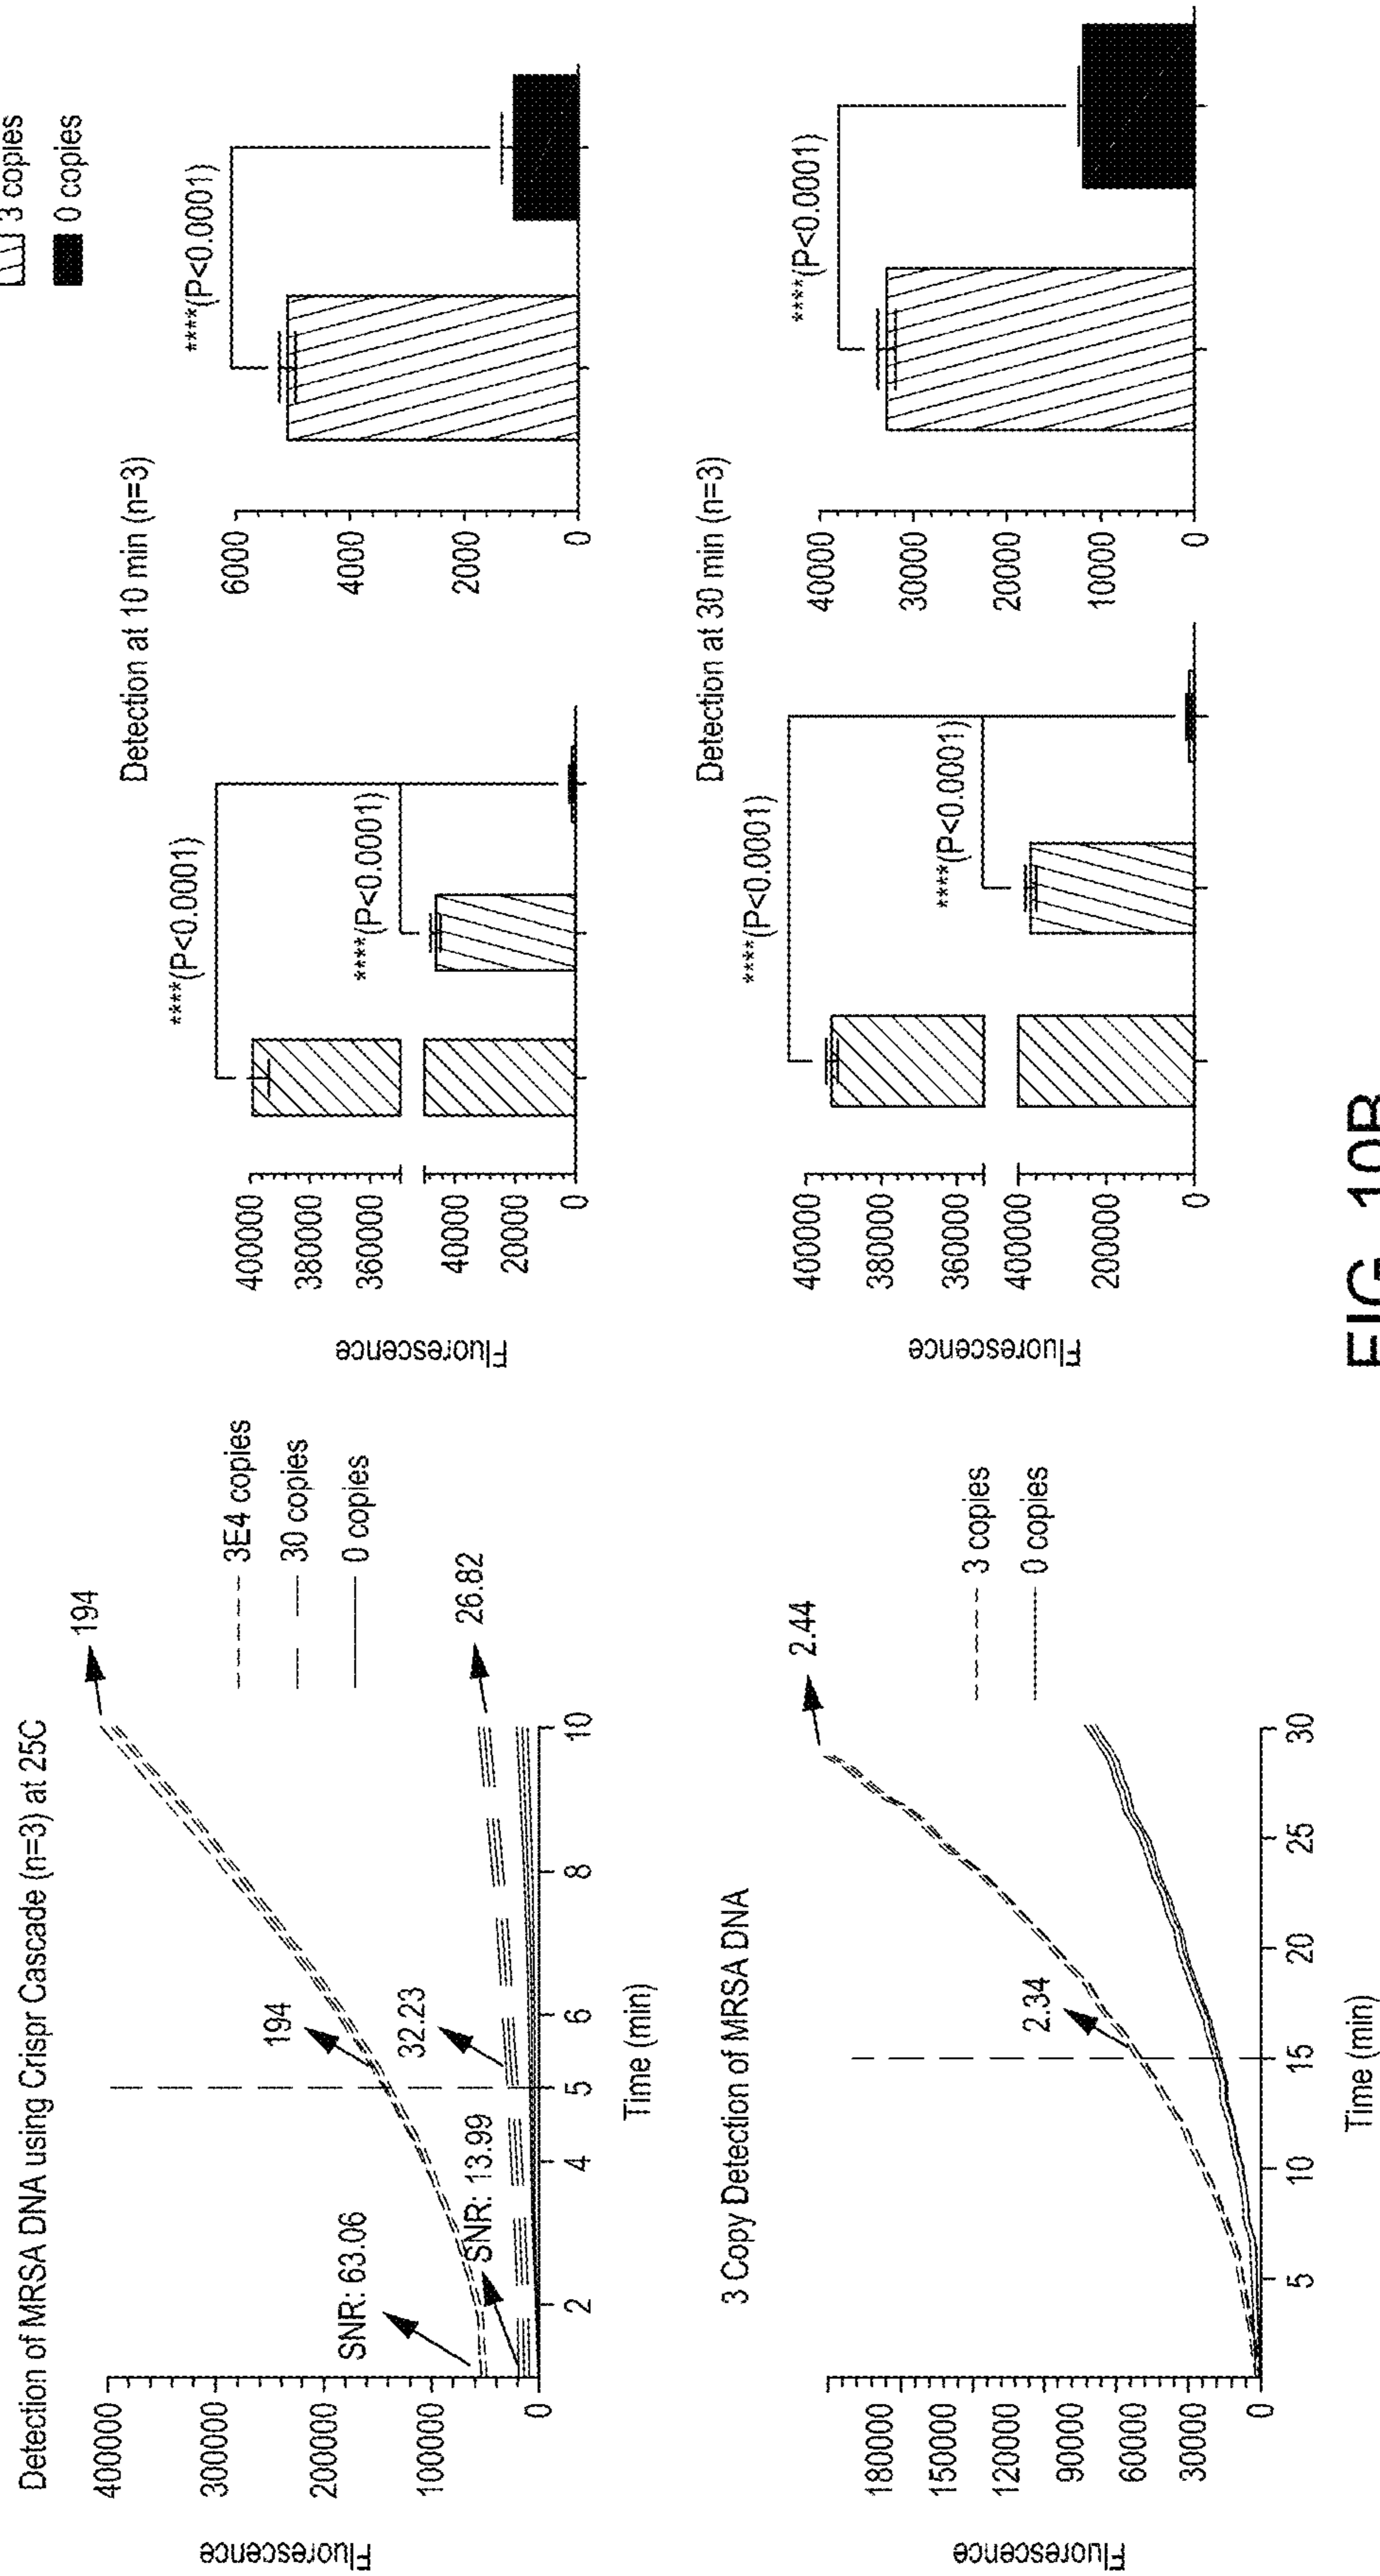 3 copies
0 copies
Detection of MRSA DNA using Crispr Cascade (n=3) at 25C
Fluorescence
400000
300000
200000
100000
0
2
4
5
6
8
10
Time (min)
SNR: 63.06
SNR: 13.99
194
32.23
194
26.82
3E4 copies
30 copies
0 copies
Detection at 10 min (n=3)
Fluorescence
400000
380000
360000
40000
20000
0
****(P<0.0001)
****(P<0.0001)
6000
4000
2000
0
****(P<0.0001)
3 Copy Detection of MRSA DNA
Fluorescence
180000
150000
120000
90000
600000
30000
0
5
10
15
20
25
30
Time (min)
2.34
2.44
3 copies
0 copies
Detection at 30 min (n=3)
Fluorescence
400000
380000
3600000
400000
200000
0
****(P<0.0001)
****(P<0.0001)
40000
30000
20000
10000
0
****(P<0.0001)
FIG. 10B